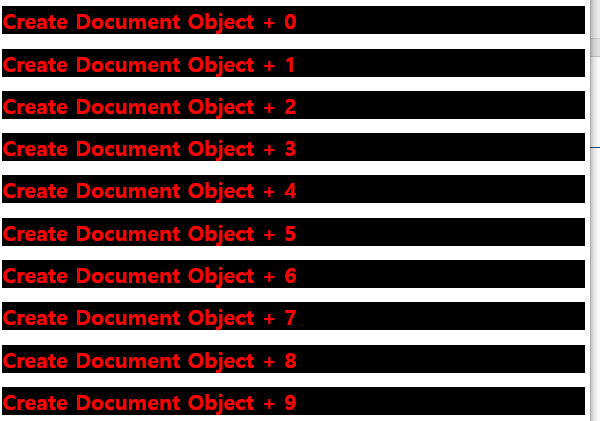 Create Document Object + 0
Create Document Object + 1
Create Document Object + 2
Create Document Object + 3
Create Document Object + 4
Create Document Object + 5
Create Document Object + 6
Create Document Object + 7
Create Document Object + 8
Create Document Object + 9